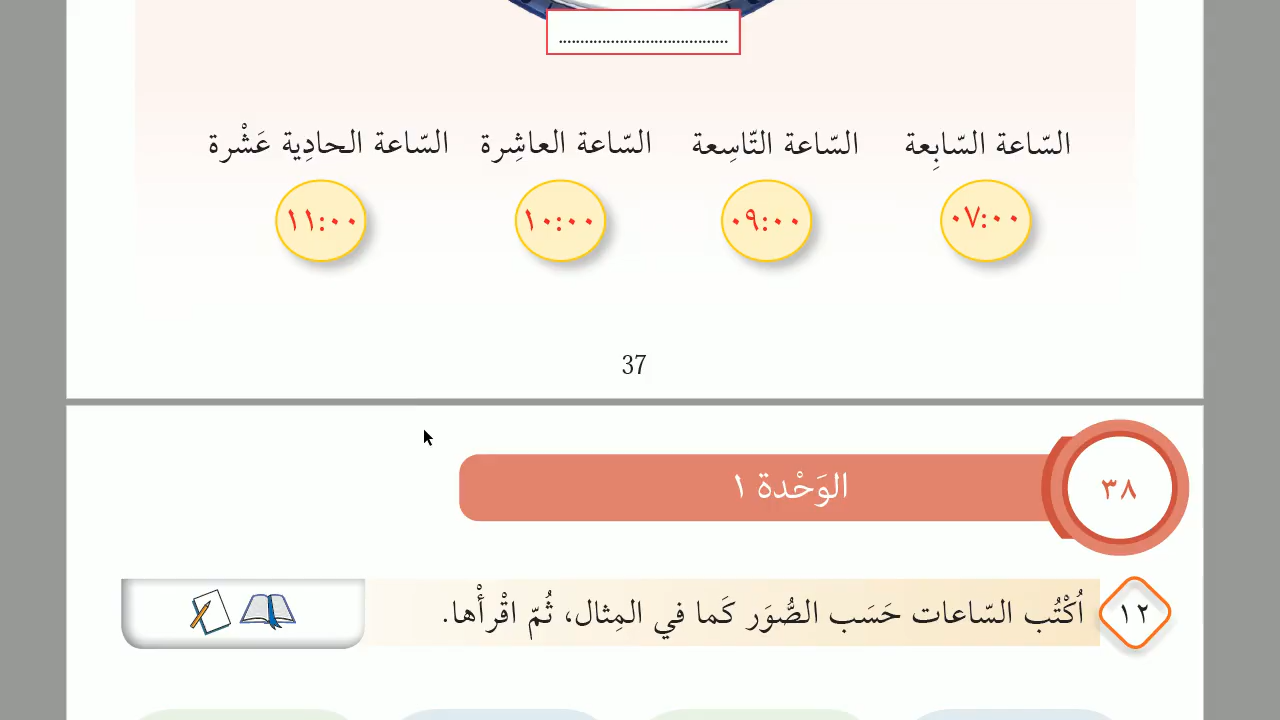 السّاعة السّابِعة السّاعة التّاسِعة السّاعة العاشِرة السّاعة الحادِية عَشْرة
٠٧:٠٠ ٠٩:٠٠ ١٠:٠٠ ١١:٠٠
37
٣٨
الوَحْدة ١
١٢ اُكْتُب السّاعات حَسَب الصُّوَر كَما في المِثال، ثُمّ اقْرأْها.